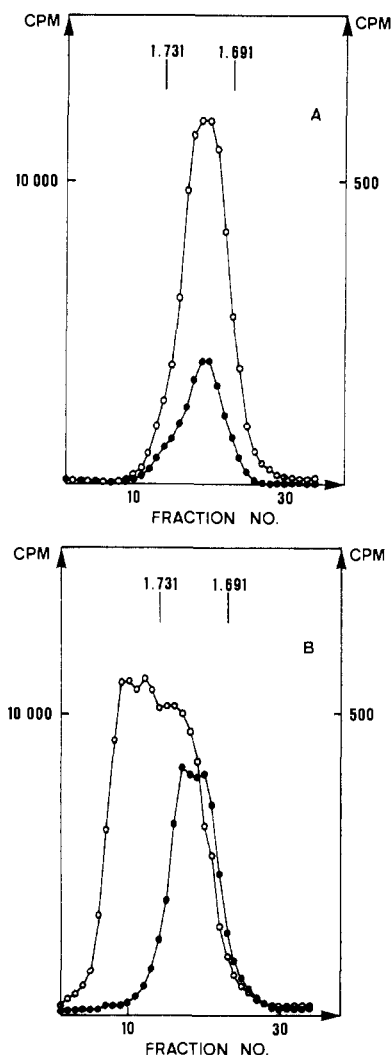 CPM CPM
1.731 1.691
A
10 000 500
10 30
FRACTION NO.
CPM CPM
1.731 1.691
B
10 000 500
10 30
FRACTION NO.